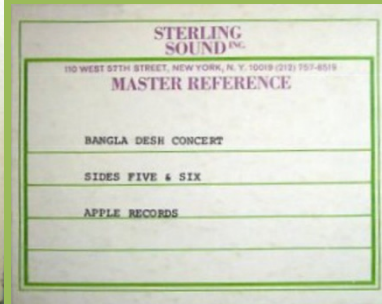 STERLING
SOUND INC.
110 WEST 57TH STREET, NEW YORK, N. Y. 10019 (212) 757-8519
MASTER REFERENCE
BANGLA DESH CONCERT
SIDES FIVE & SIX
APPLE RECORDS